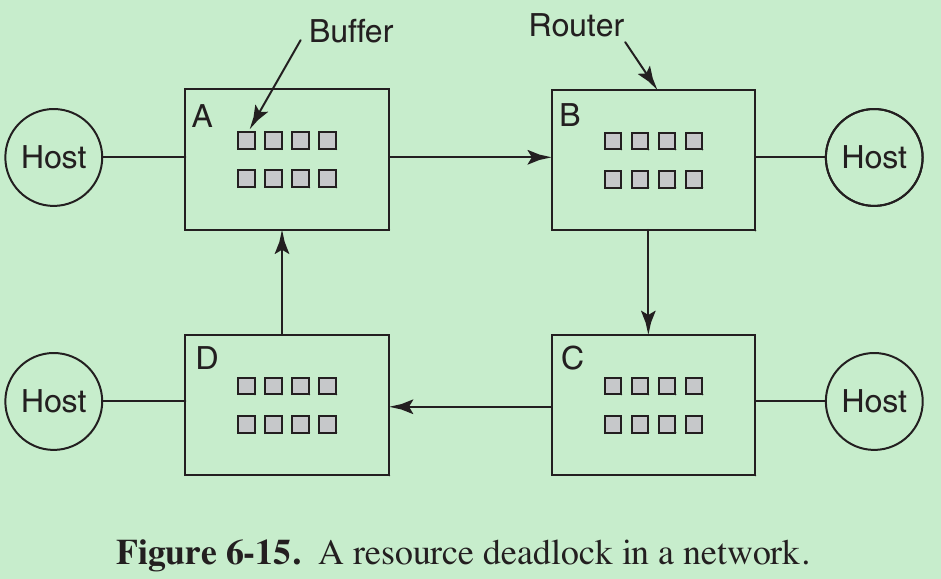 Buffer
Router
A
B
Host
Host
D
C
Host
Host
Figure 6-15. A resource deadlock in a network.